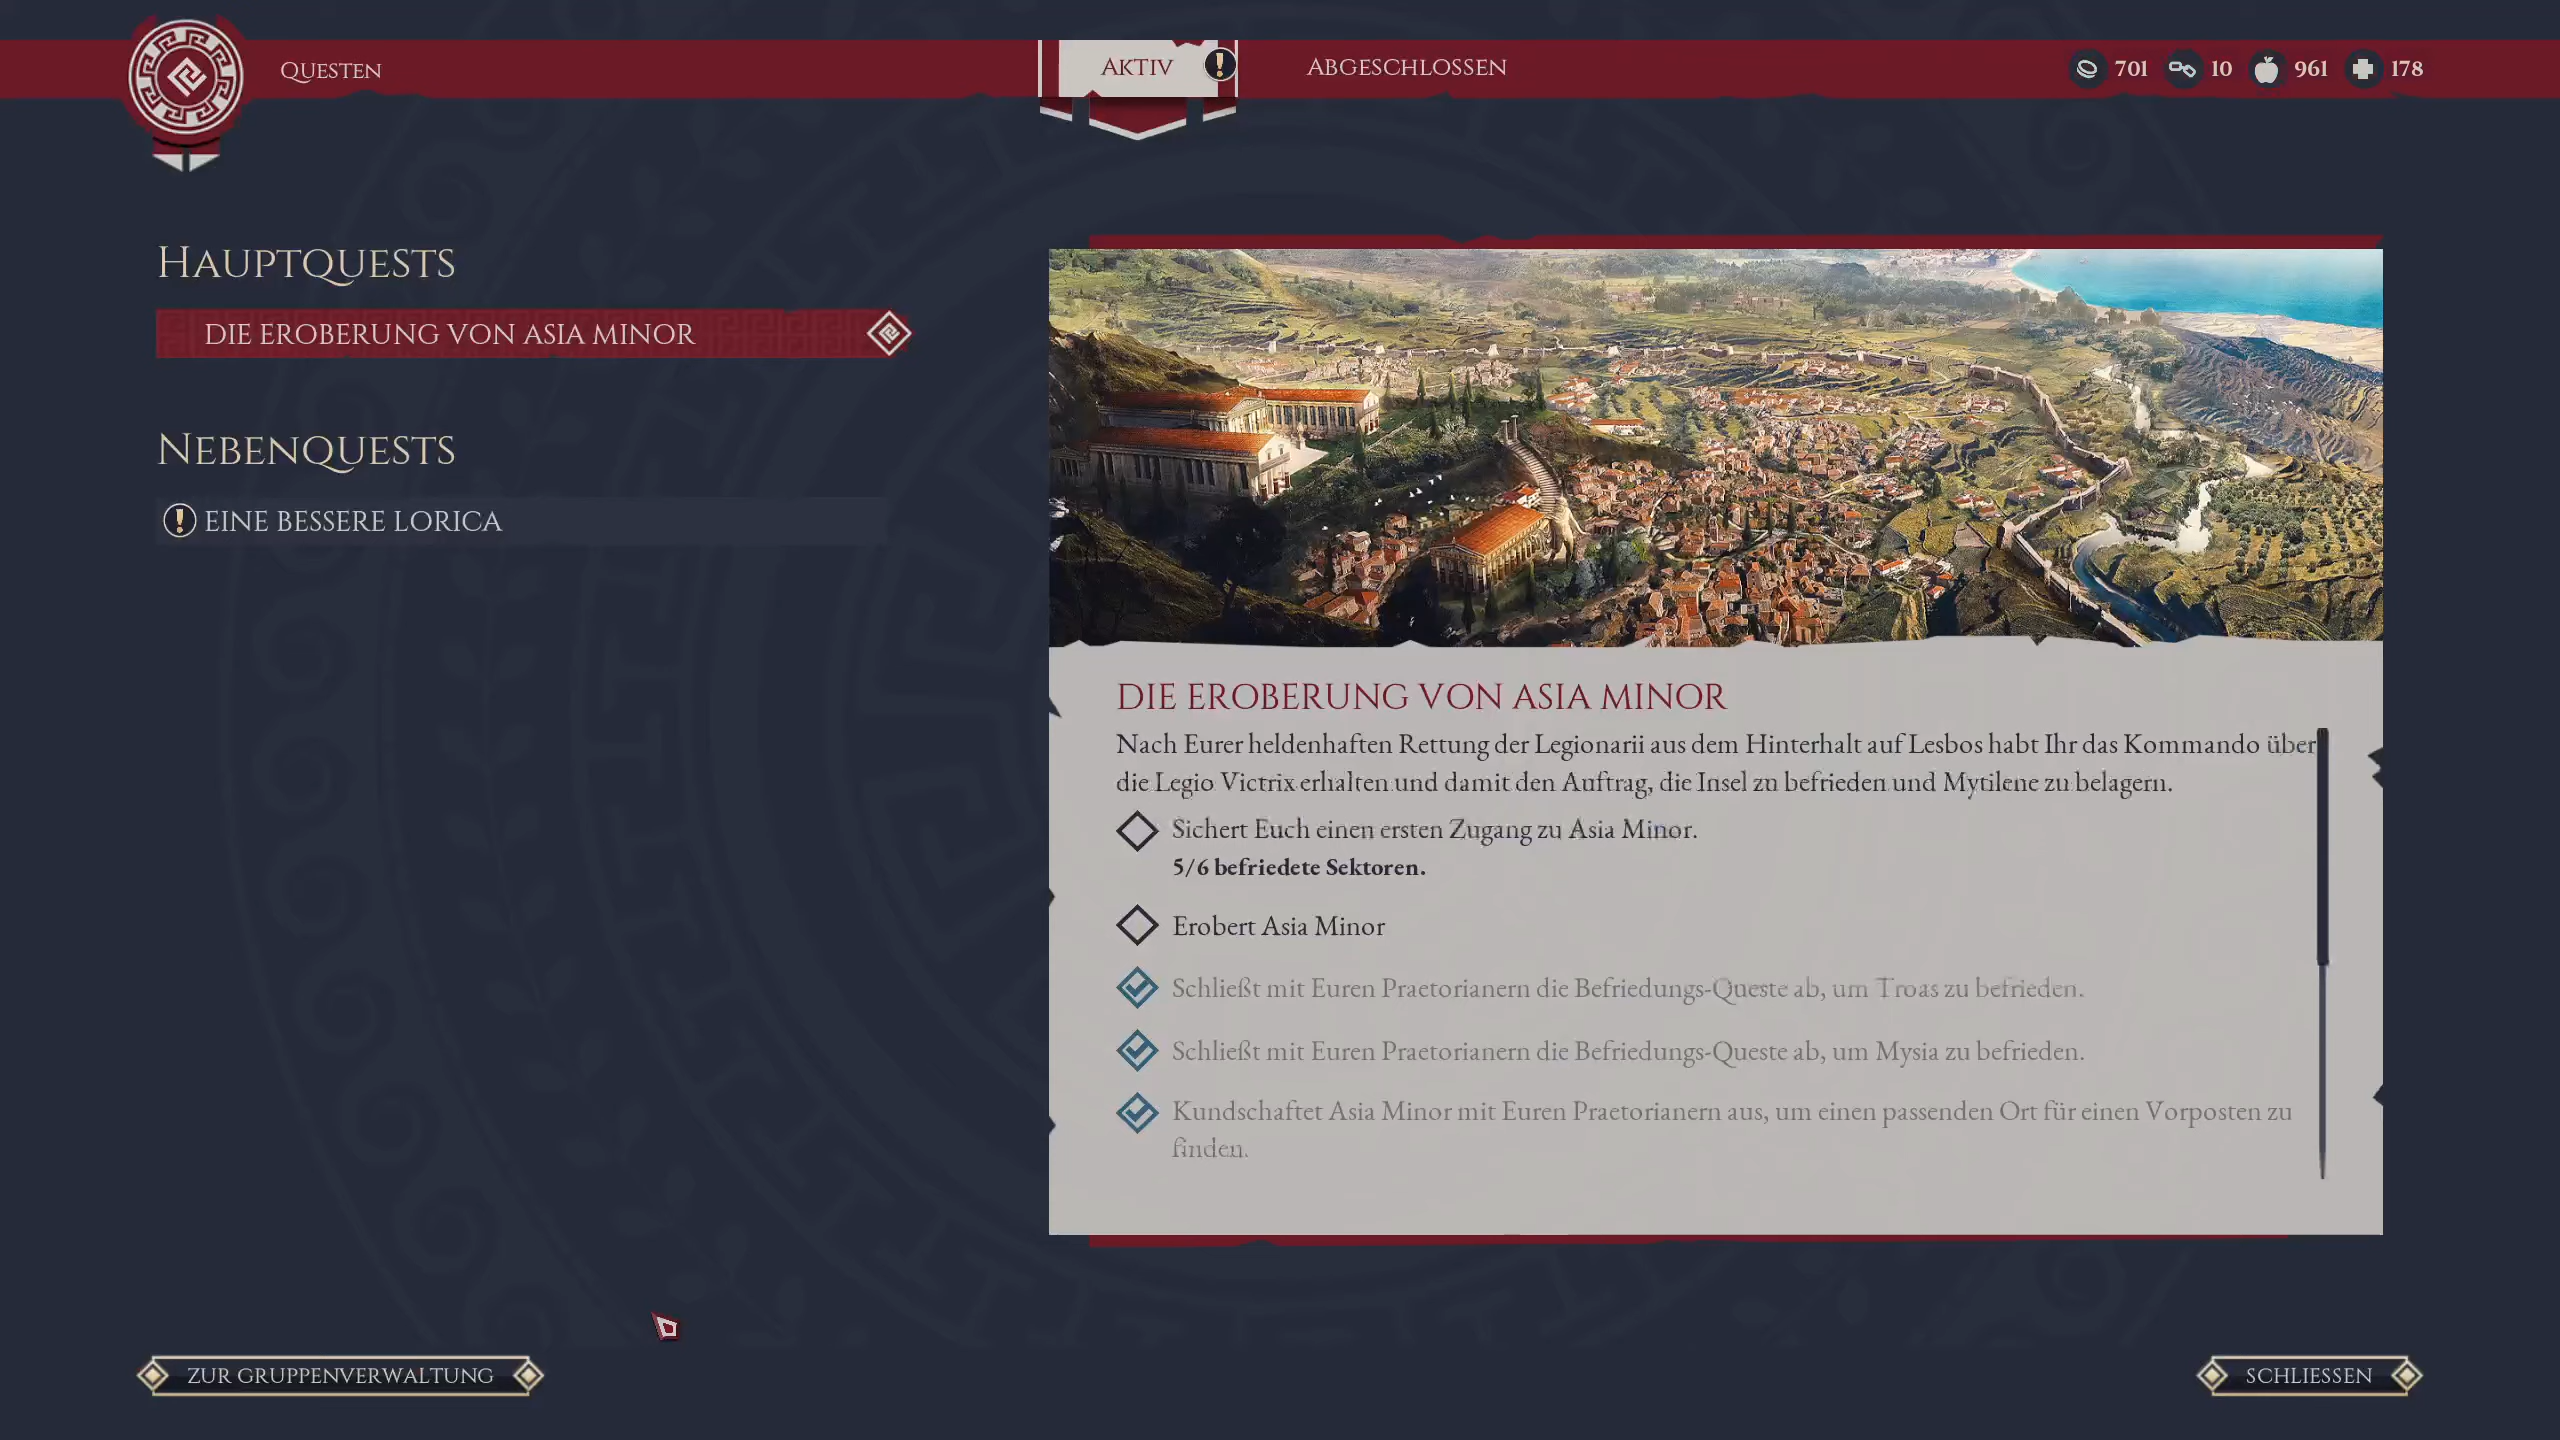 Questen
Aktiv
Abgeschlossen
701
10
961
178
Hauptquests
Die Eroberung von Asia Minor
Nebenquests
Eine bessere Lorica
Die Eroberung von Asia Minor
Nach Eurer heldenhaften Rettung der Legionarii aus dem Hinterhalt auf Lesbos habt Ihr das Kommando über
die Legio Victrix erhalten und damit den Auftrag, die Insel zu befrieden und Mytilene zu belagern.
Sichert Euch einen ersten Zugang zu Asia Minor.
5/6 befriedete Sektoren.
Erobert Asia Minor
Schließt mit Euren Praetorianern die Befriedungs-Queste ab, um Troas zu befrieden.
Schließt mit Euren Praetorianern die Befriedungs-Queste ab, um Mysia zu befrieden.
Kundschaftet Asia Minor mit Euren Praetorianern aus, um einen passenden Ort für einen Vorposten zu
finden.
Zur Gruppenverwaltung
Schliessen